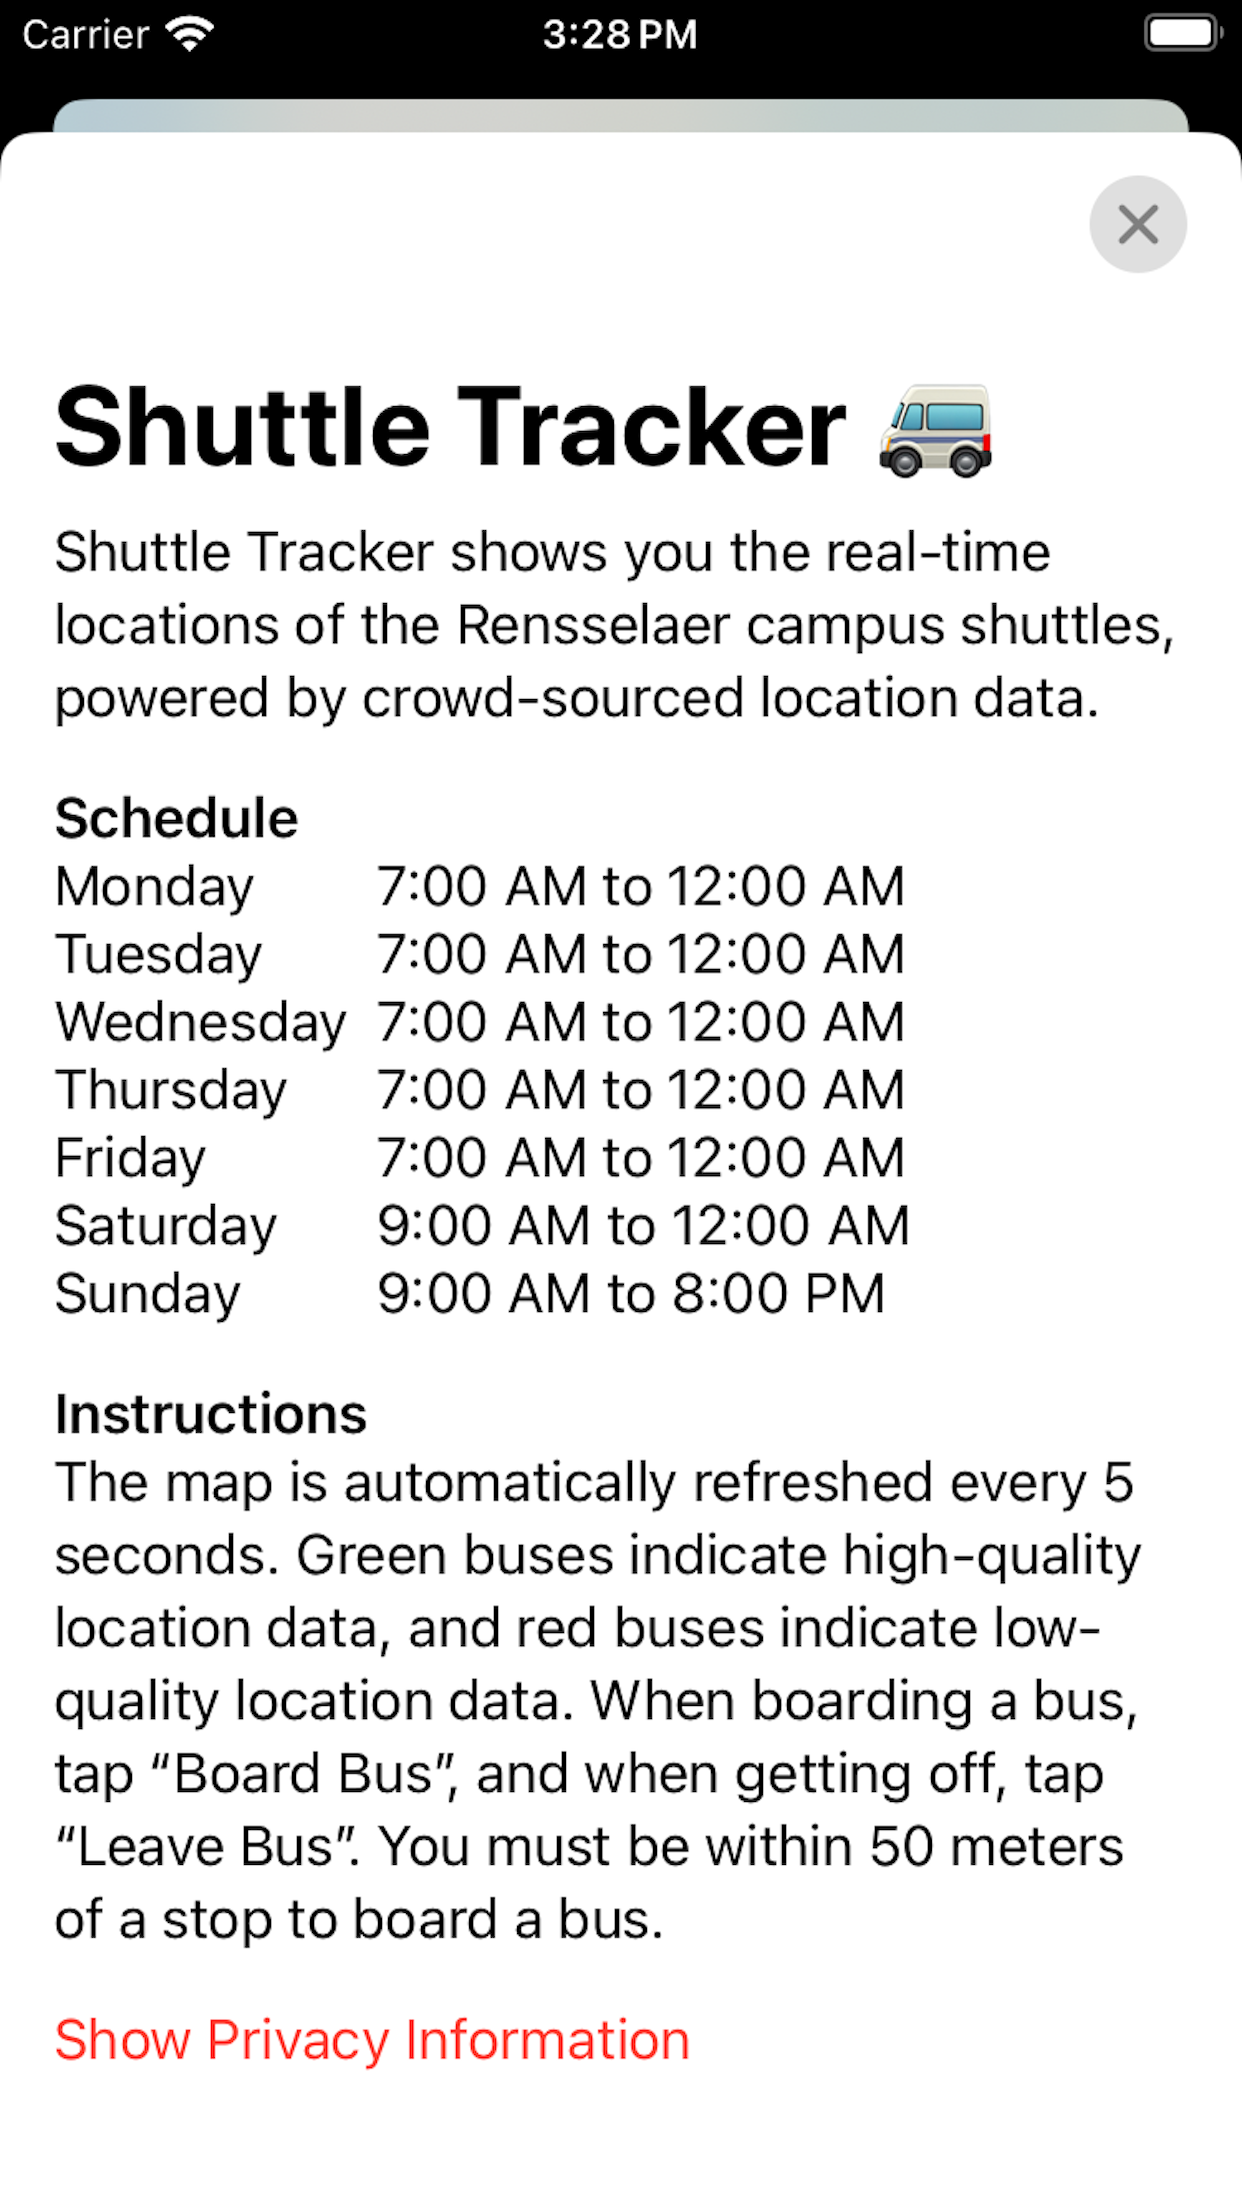 Carrier 3:28 PM
Shuttle Tracker
Shuttle Tracker shows you the real-time
locations of the Rensselaer campus shuttles,
powered by crowd-sourced location data.
Schedule
Monday 7:00 AM to 12:00 AM
Tuesday 7:00 AM to 12:00 AM
Wednesday 7:00 AM to 12:00 AM
Thursday 7:00 AM to 12:00 AM
Friday 7:00 AM to 12:00 AM
Saturday 9:00 AM to 12:00 AM
Sunday 9:00 AM to 8:00 PM
Instructions
The map is automatically refreshed every 5
seconds. Green buses indicate high-quality
location data, and red buses indicate low-
quality location data. When boarding a bus,
tap “Board Bus”, and when getting off, tap
“Leave Bus”. You must be within 50 meters
of a stop to board a bus.
Show Privacy Information